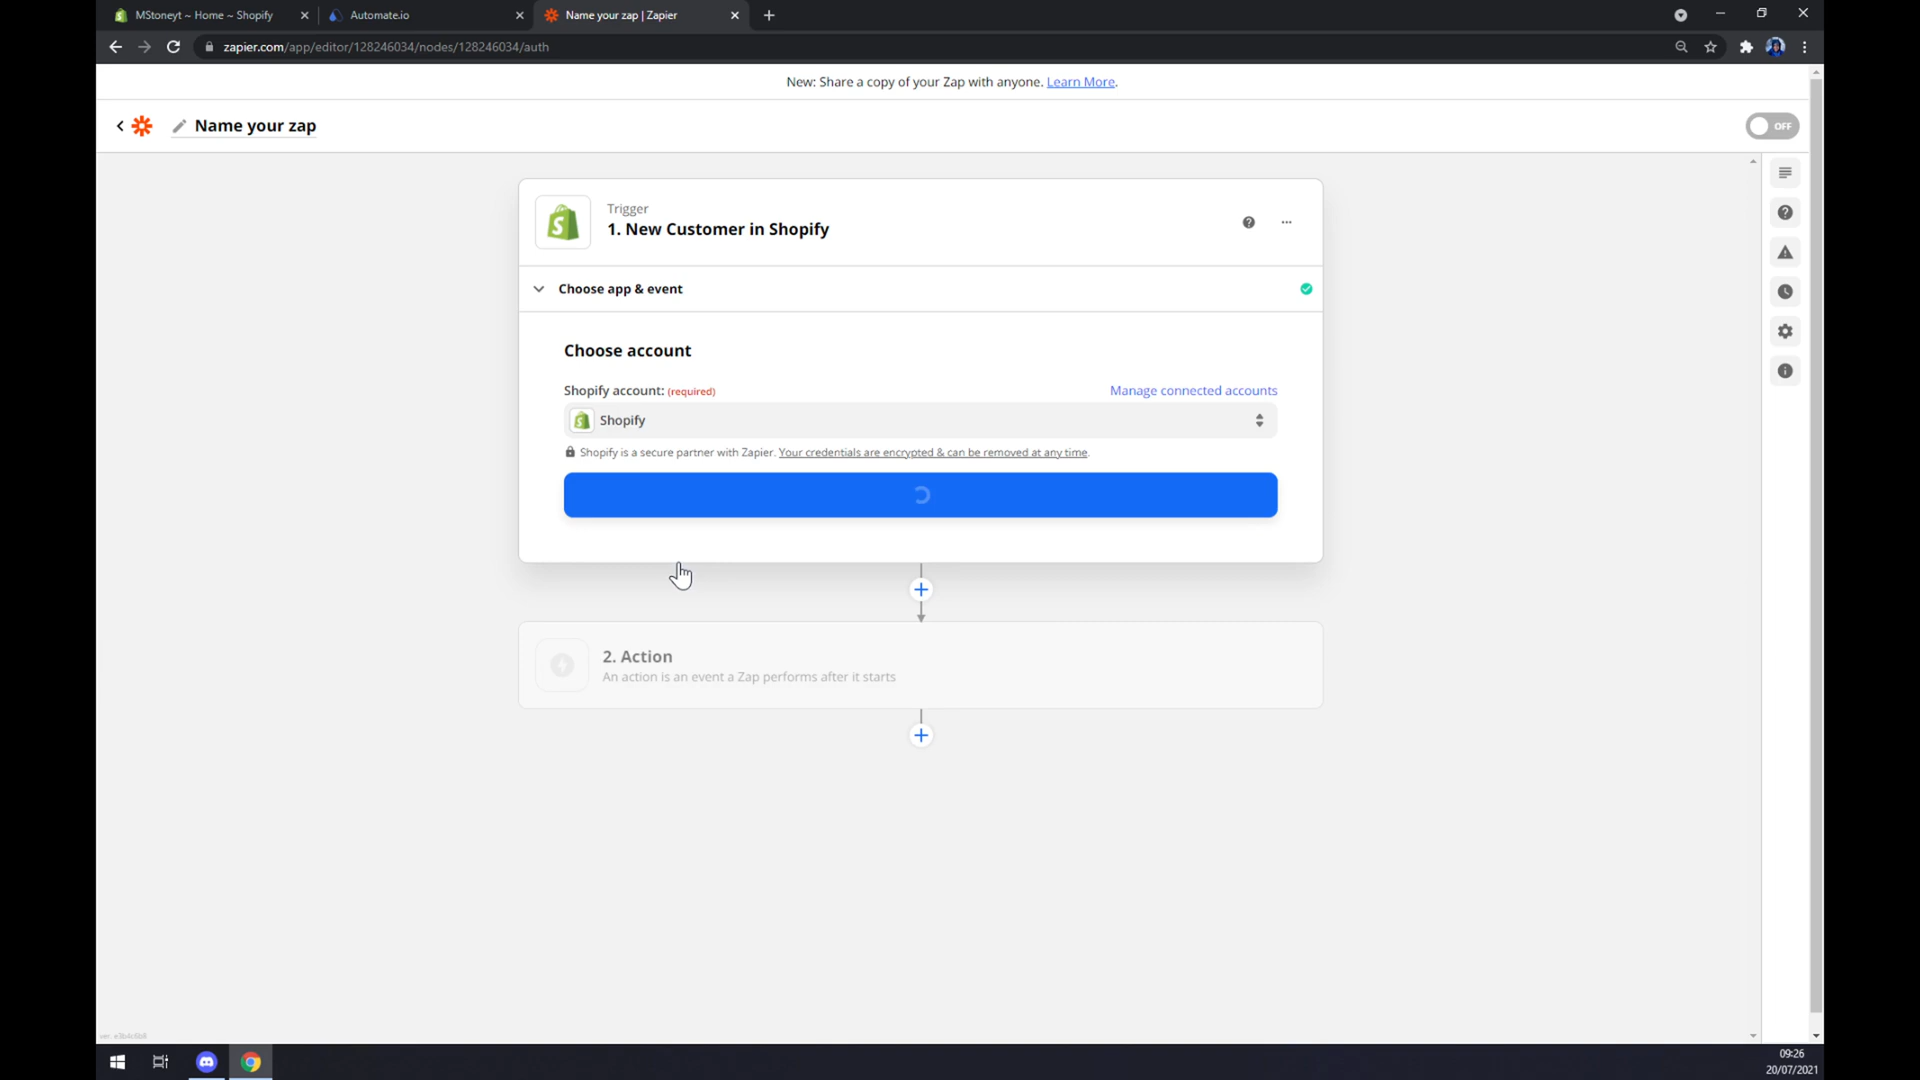 MStoneyt ~ Home ~ Shopify
Automate.io
Name your zap | Zapier
zapier.com/app/editor/128246034/nodes/128246034/auth
New: Share a copy of your Zap with anyone. Learn More.
Name your zap
OFF
Trigger
1. New Customer in Shopify
Choose app & event
Choose account
Shopify account: (required)
Manage connected accounts
Shopify
Shopify is a secure partner with Zapier. Your credentials are encrypted & can be removed at any time.
2. Action
An action is an event a Zap performs after it starts
09:26
20/07/2021